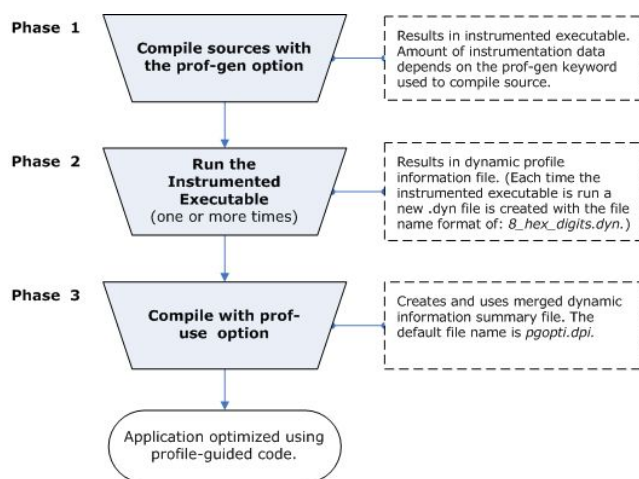 Phase 1
Compile sources with
the prof-gen option
Results in instrumented executable.
Amount of instrumentation data
depends on the prof-gen keyword
used to compile source.
Phase 2
Run the
Instrumented
Executable
(one or more times)
Results in dynamic profile
information file. (Each time the
instrumented executable is run a
new .dyn file is created with the file
name format of: 8_hex_digits.dyn.)
Phase 3
Compile with prof-
use option
Creates and uses merged dynamic
information summary file. The
default file name is pgopti.dpi.
Application optimized using
profile-guided code.